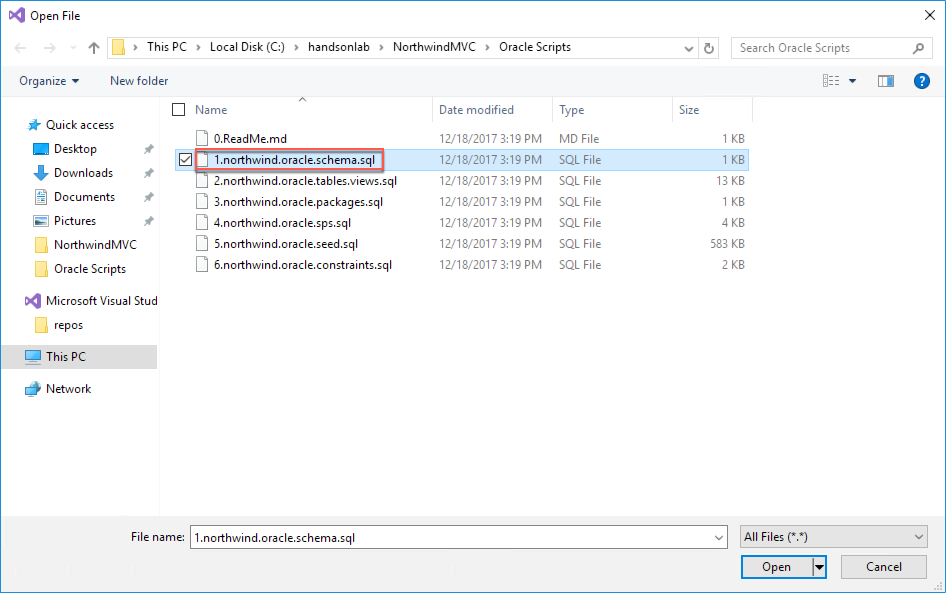 Open File
This PC > Local Disk (C:) > handsonlab > NorthwindMVC > Oracle Scripts
Search Oracle Scripts
Organize
New folder
?
Name Date modified Type Size
Quick access
Desktop
Downloads
Documents
Pictures
NorthwindMVC
Oracle Scripts
Microsoft Visual Stud
repos
This PC
Network
0.ReadMe.md 12/18/2017 3:19 PM MD File 1 KB
1.northwind.oracle.schema.sql 12/18/2017 3:19 PM SQL File 1 KB
2.northwind.oracle.tables.views.sql 12/18/2017 3:19 PM SQL File 13 KB
3.northwind.oracle.packages.sql 12/18/2017 3:19 PM SQL File 1 KB
4.northwind.oracle.sps.sql 12/18/2017 3:19 PM SQL File 4 KB
5.northwind.oracle.seed.sql 12/18/2017 3:19 PM SQL File 583 KB
6.northwind.oracle.constraints.sql 12/18/2017 3:19 PM SQL File 2 KB
File name: 1.northwind.oracle.schema.sql All Files (*.*)
Open Cancel